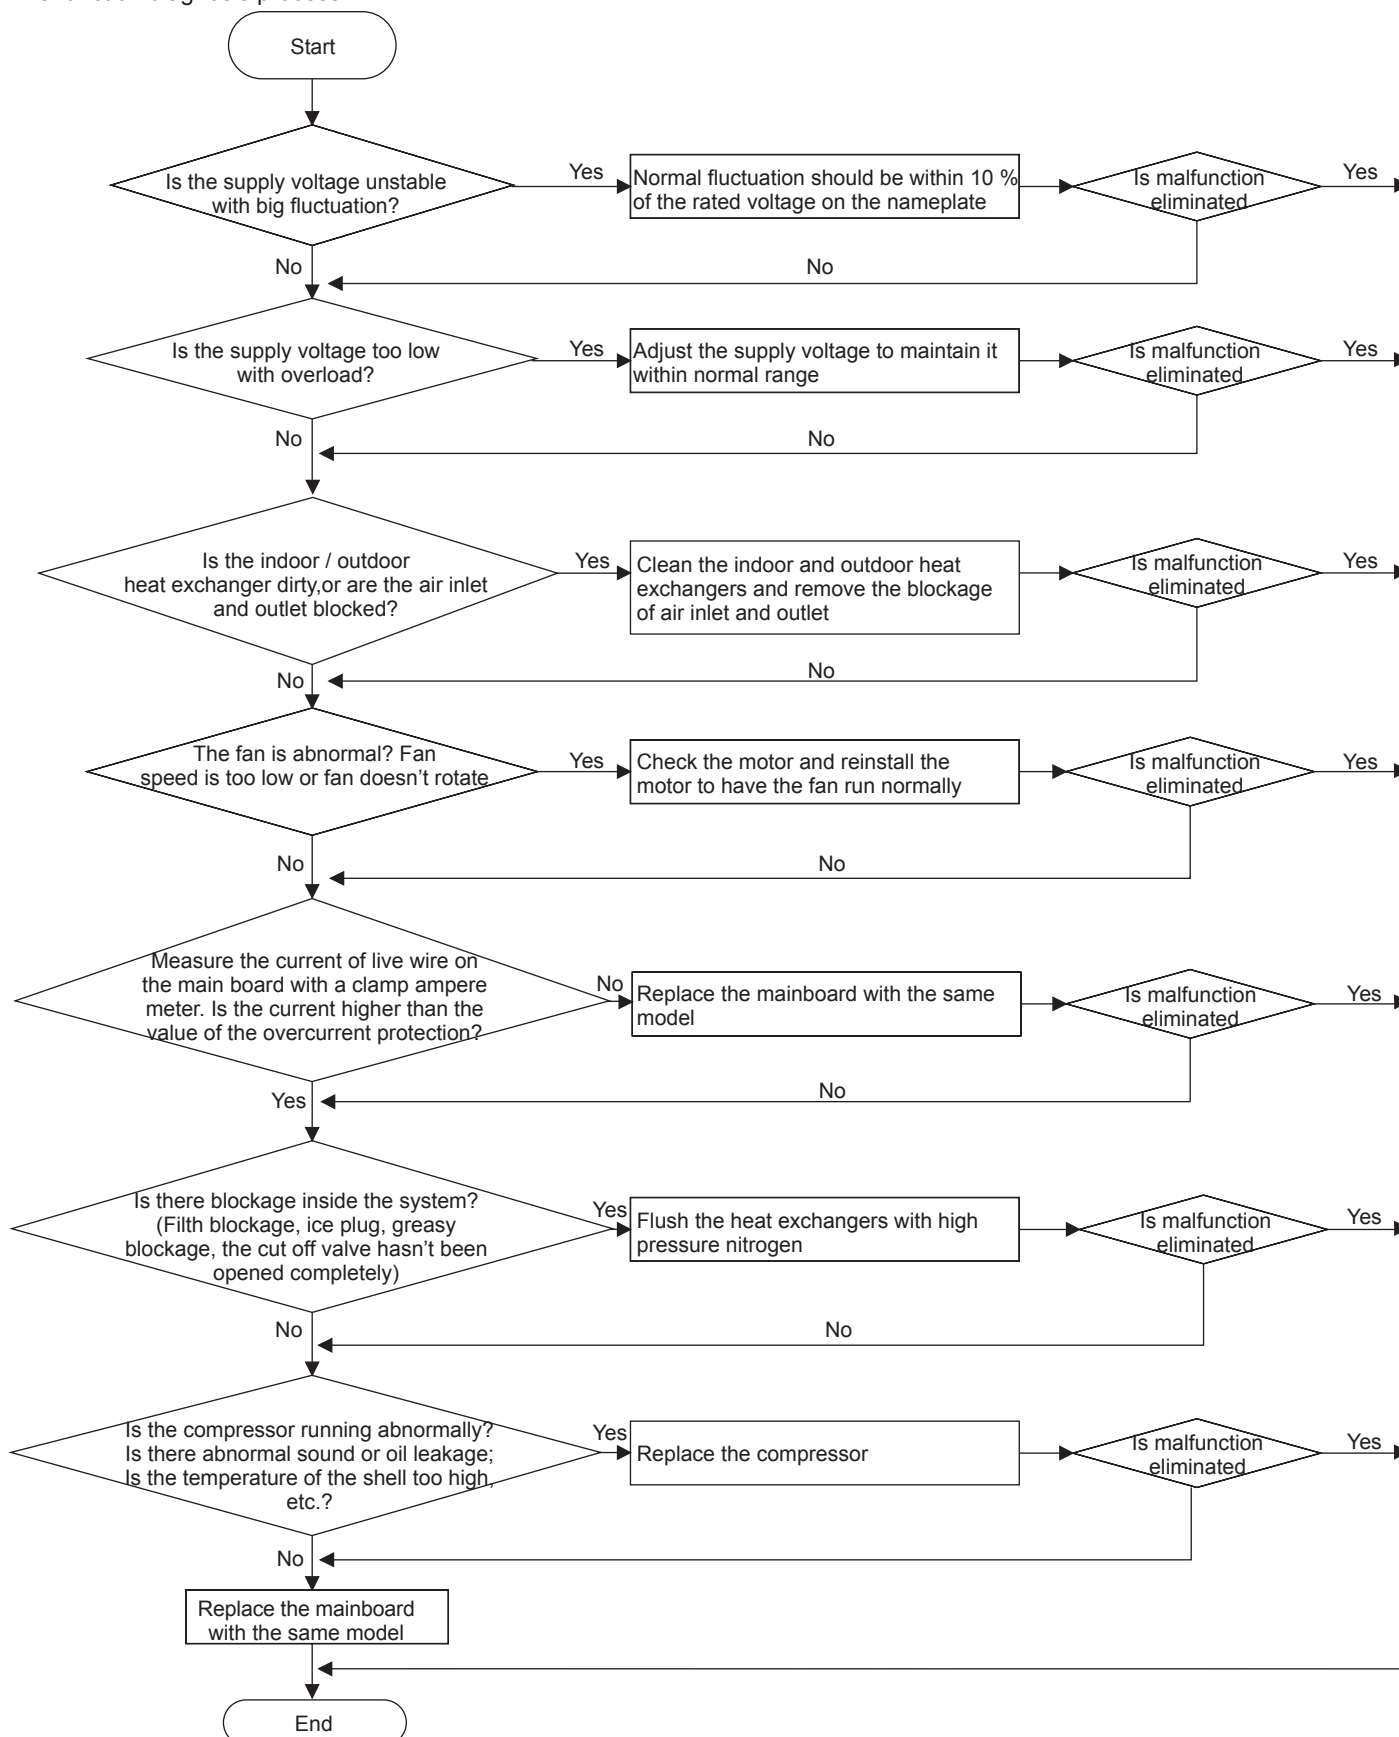 Start
Is the supply voltage unstable
with big fluctuation?
Yes
Normal fluctuation should be within 10 %
of the rated voltage on the nameplate
Is malfunction
eliminated
Yes
No
No
Is the supply voltage too low
with overload?
Yes
Adjust the supply voltage to maintain it
within normal range
Is malfunction
eliminated
Yes
No
No
Is the indoor / outdoor
heat exchanger dirty,or are the air inlet
and outlet blocked?
Yes
Clean the indoor and outdoor heat
exchangers and remove the blockage
of air inlet and outlet
Is malfunction
eliminated
Yes
No
No
The fan is abnormal? Fan
speed is too low or fan doesn't rotate
Yes
Check the motor and reinstall the
motor to have the fan run normally
Is malfunction
eliminated
Yes
No
No
Measure the current of live wire on
the main board with a clamp ampere
meter. Is the current higher than the
value of the overcurrent protection?
No
Replace the mainboard with the same
model
Is malfunction
eliminated
Yes
Yes
No
Is there blockage inside the system?
(Filth blockage, ice plug, greasy
blockage, the cut off valve hasn't been
opened completely)
Yes
Flush the heat exchangers with high
pressure nitrogen
Is malfunction
eliminated
Yes
No
No
Is the compressor running abnormally?
Is there abnormal sound or oil leakage;
Is the temperature of the shell too high,
etc.?
Yes
Replace the compressor
Is malfunction
eliminated
Yes
No
Replace the mainboard
with the same model
End